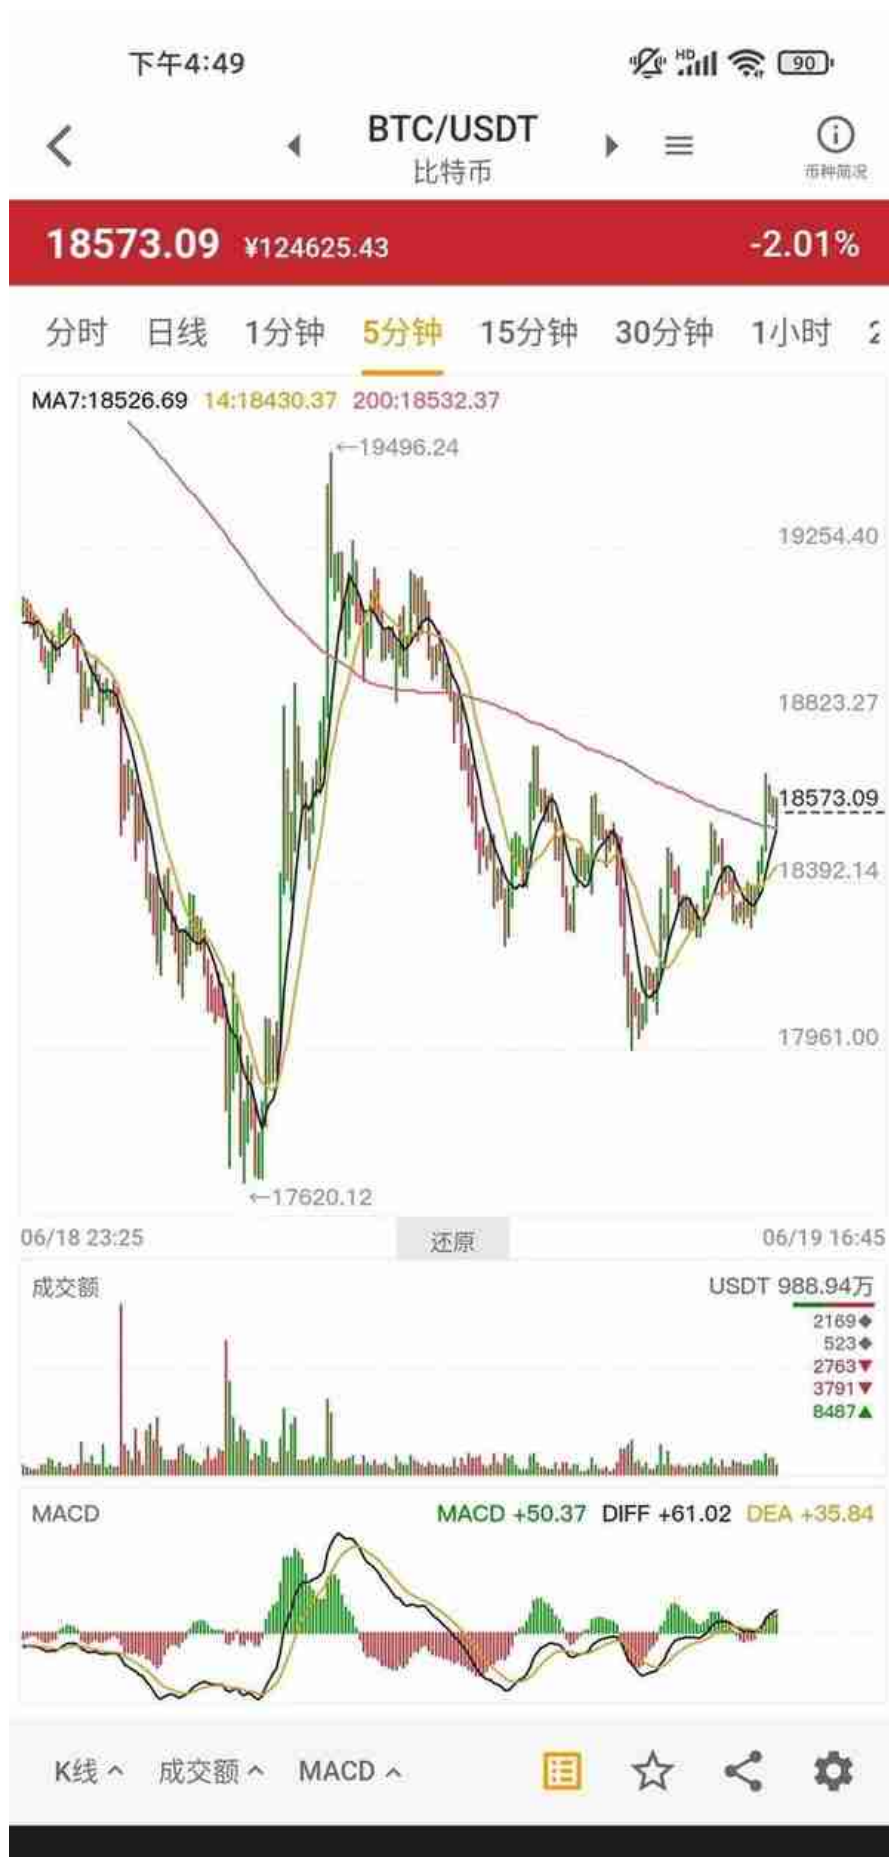 下午4:49
HD
90
BTC/USDT
比特币
币种简况
18573.09 ¥124625.43 -2.01%
分时 日线 1分钟 5分钟 15分钟 30分钟 1小时
MA7:18526.69 14:18430.37 200:18532.37
←19496.24
19254.40
18823.27
18573.09
18392.14
17961.00
←17620.12
06/18 23:25 还原 06/19 16:45
成交额 USDT 988.94万
2169◆
523◆
2763▼
3791▼
8487▲
MACD MACD +50.37 DIFF +61.02 DEA +35.84
K线 成交额 MACD